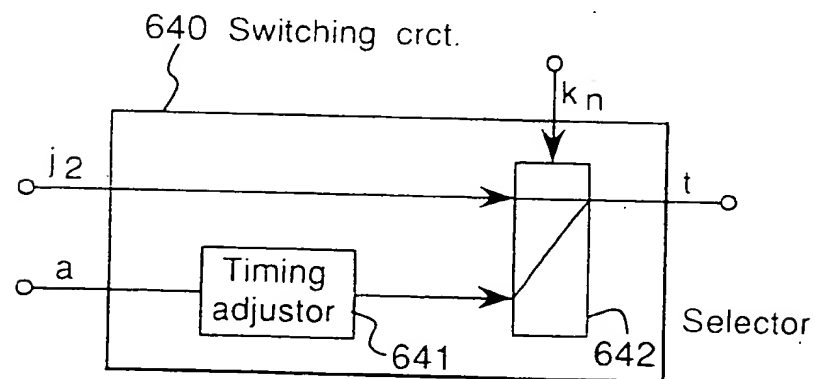 640 Switching crct.
kn
j2
t
a
Timing
adjustor
641
642
Selector